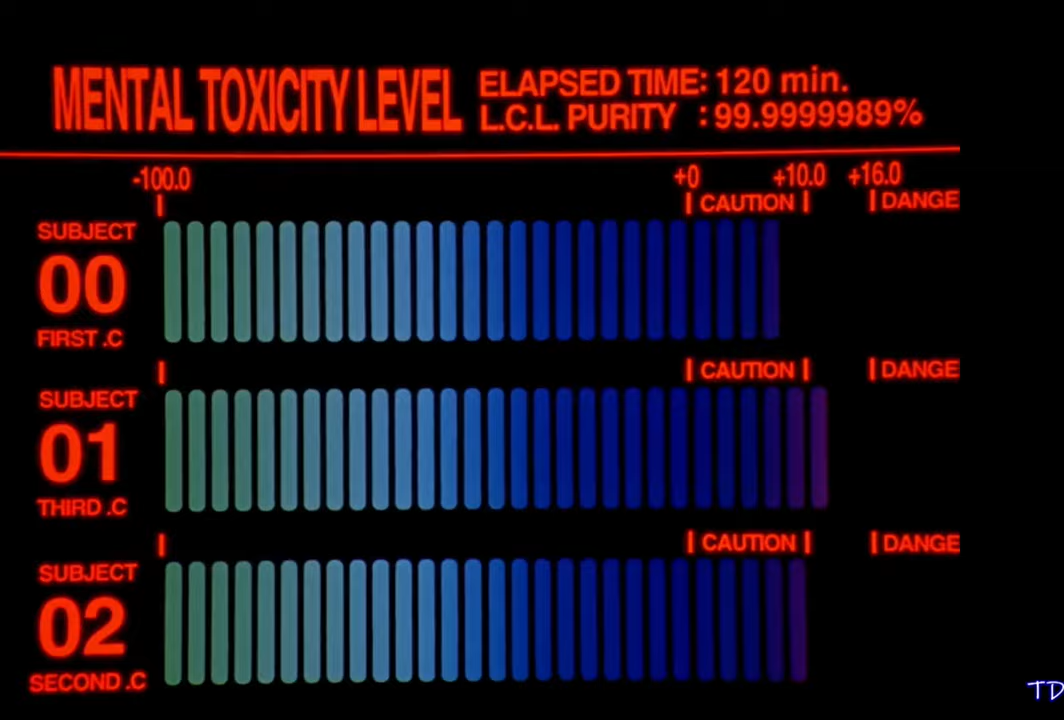 MENTAL TOXICITY LEVEL
ELAPSED TIME: 120 min.
L.C.L. PURITY : 99.9999989%
-100.0 +0 +10.0 +16.0
CAUTION DANGE
SUBJECT
00
FIRST .C
CAUTION DANGE
SUBJECT
01
THIRD .C
CAUTION DANGE
SUBJECT
02
SECOND .C
TD